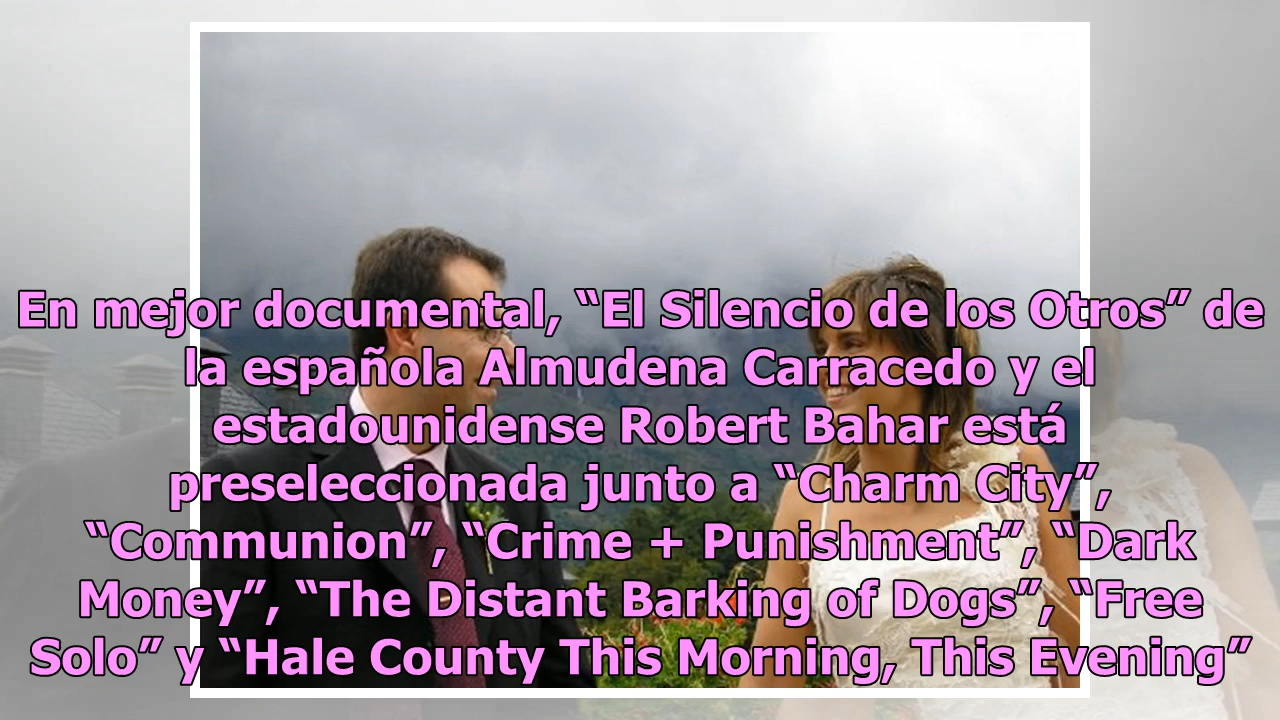 En mejor documental, “El Silencio de los Otros” de
la española Almudena Carracedo y el
estadounidense Robert Bahar está
preseleccionada junto a “Charm City”,
“Communion”, “Crime + Punishment”, “Dark
Money”, “The Distant Barking of Dogs”, “Free
Solo” y “Hale County This Morning, This Evening”